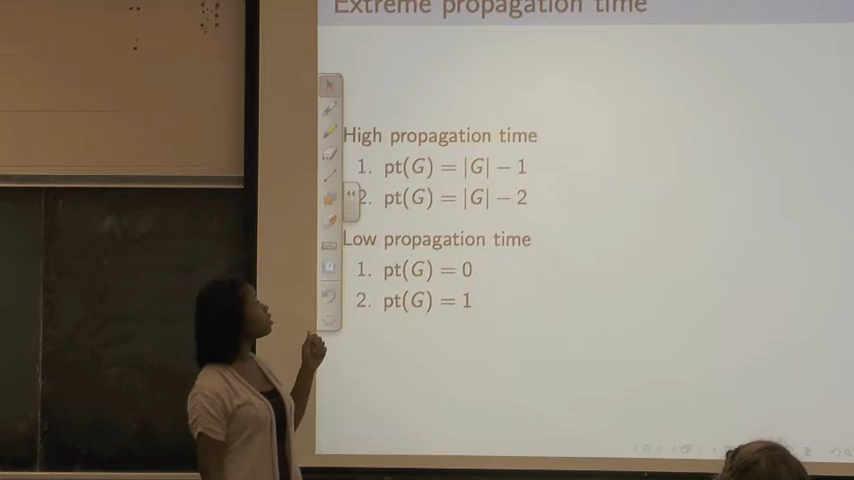 Extreme propagation time
High propagation time
1. pt(G) = |G| − 1
2. pt(G) = |G| − 2
Low propagation time
1. pt(G) = 0
2. pt(G) = 1